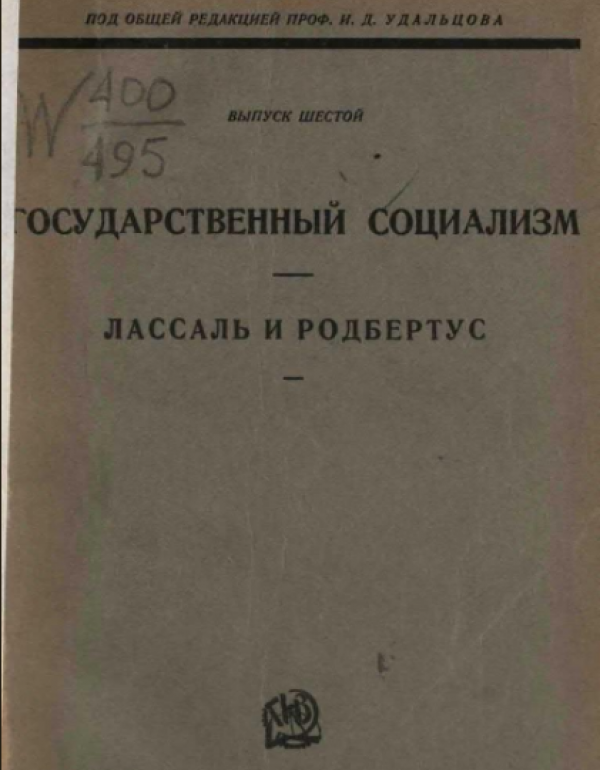 ПОД ОБЩЕЙ РЕДАКЦИЕЙ ПРОФ. И. Д. УДАЛЬЦОВА
W 400
495
ВЫПУСК ШЕСТОЙ
ГОСУДАРСТВЕННЫЙ СОЦИАЛИЗМ
ЛАССАЛЬ И РОДБЕРТУС